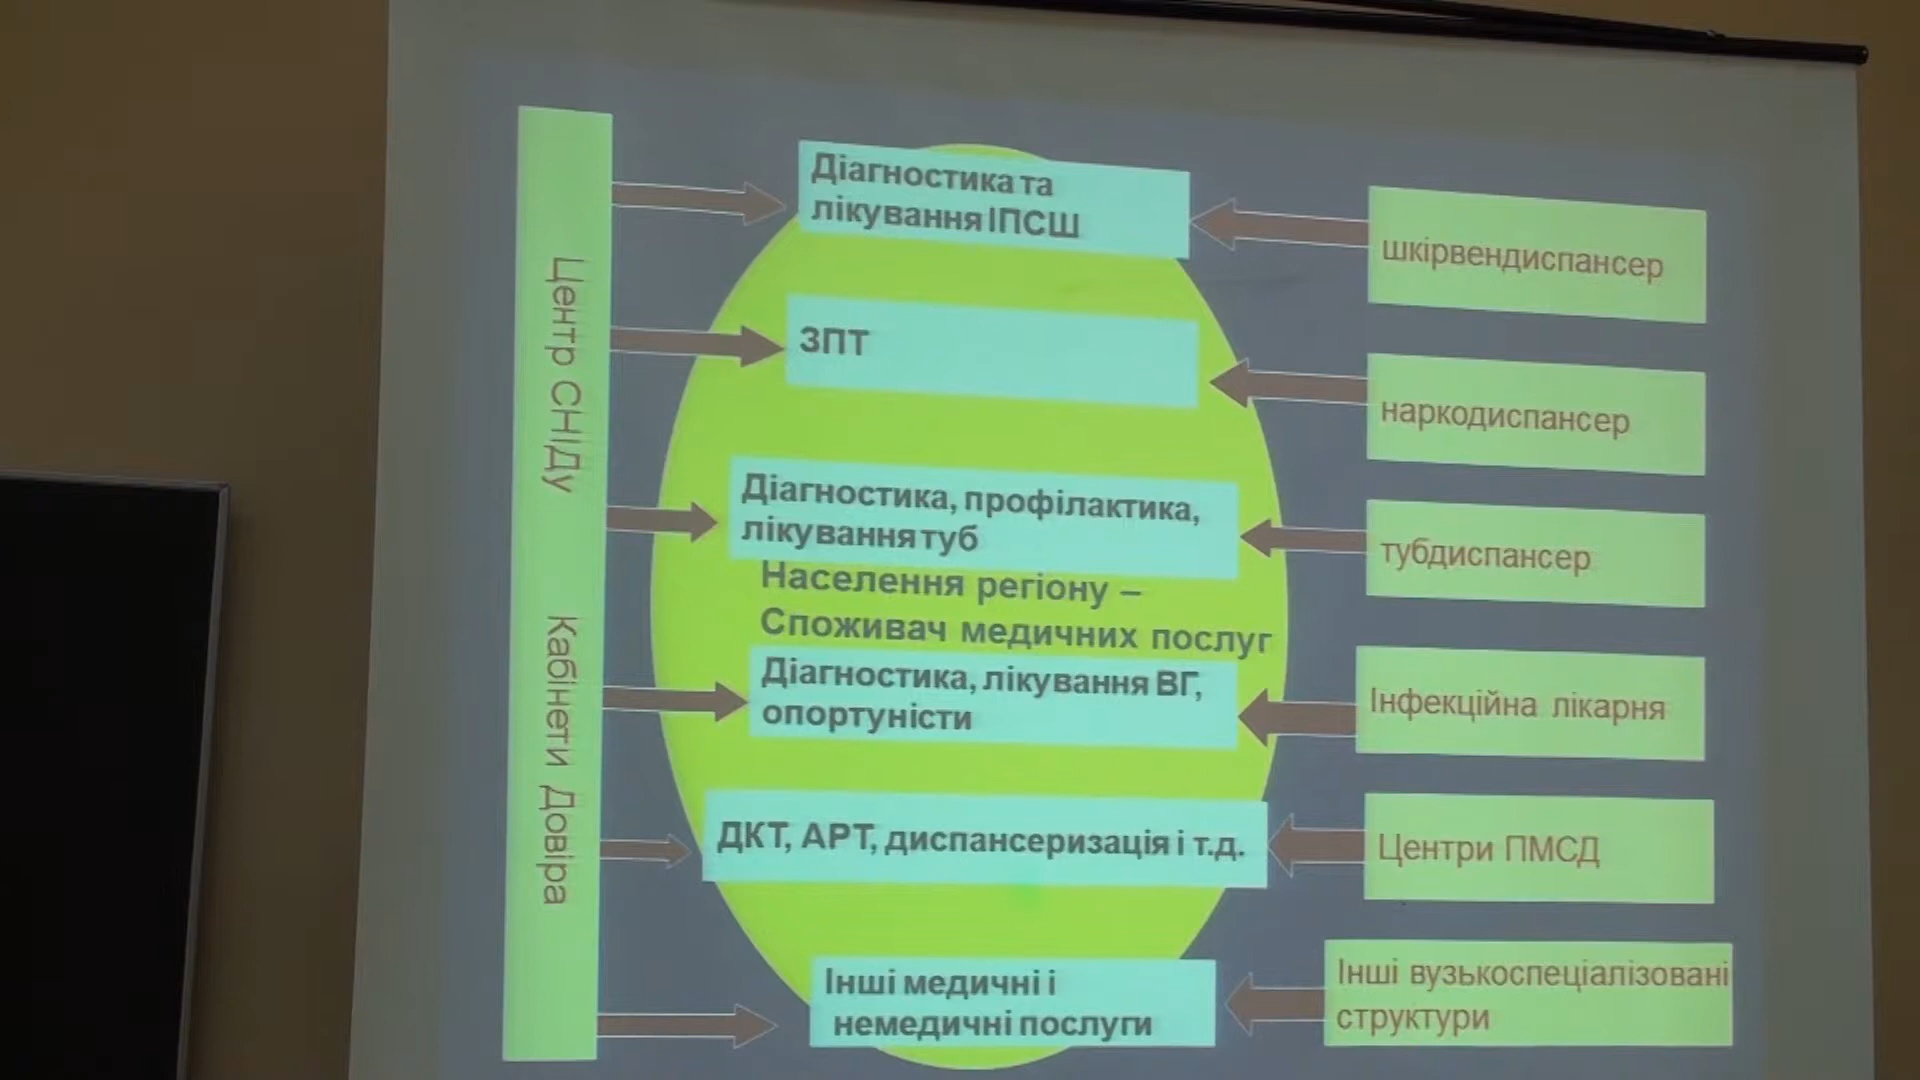 Центр СНІДу
Кабінети Довіра
Діагностика та
лікування ІПСШ
ЗПТ
Діагностика, профілактика,
лікування туб
Населення регіону –
Споживач медичних послуг
Діагностика, лікування ВГ,
опортуністи
ДКТ, АРТ, диспансеризація і т.д.
Інші медичні і
немедичні послуги
шкірвендиспансер
наркодиспансер
тубдиспансер
Інфекційна лікарня
Центри ПМСД
Інші вузькоспеціалізовані
структури